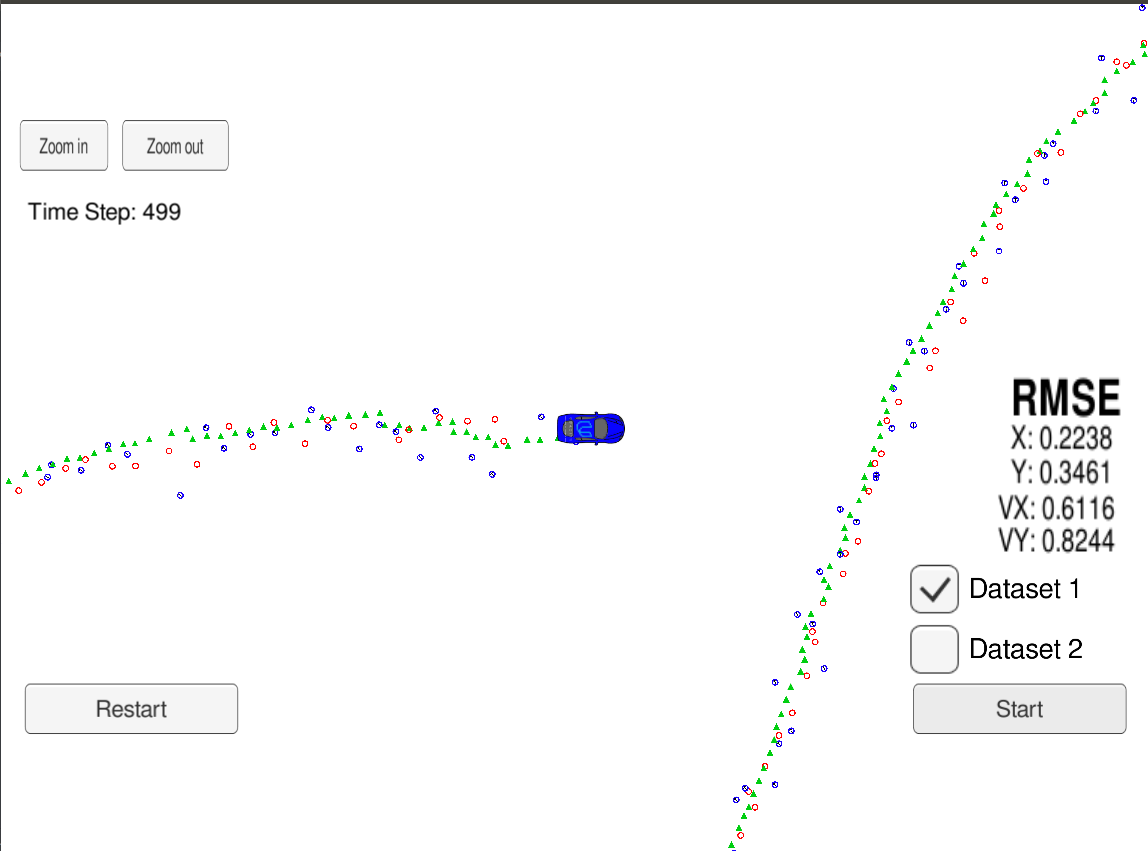 Zoom in
Zoom out
Time Step: 499
RMSE
X: 0.2238
Y: 0.3461
VX: 0.6116
VY: 0.8244
Dataset 1
Dataset 2
Restart
Start